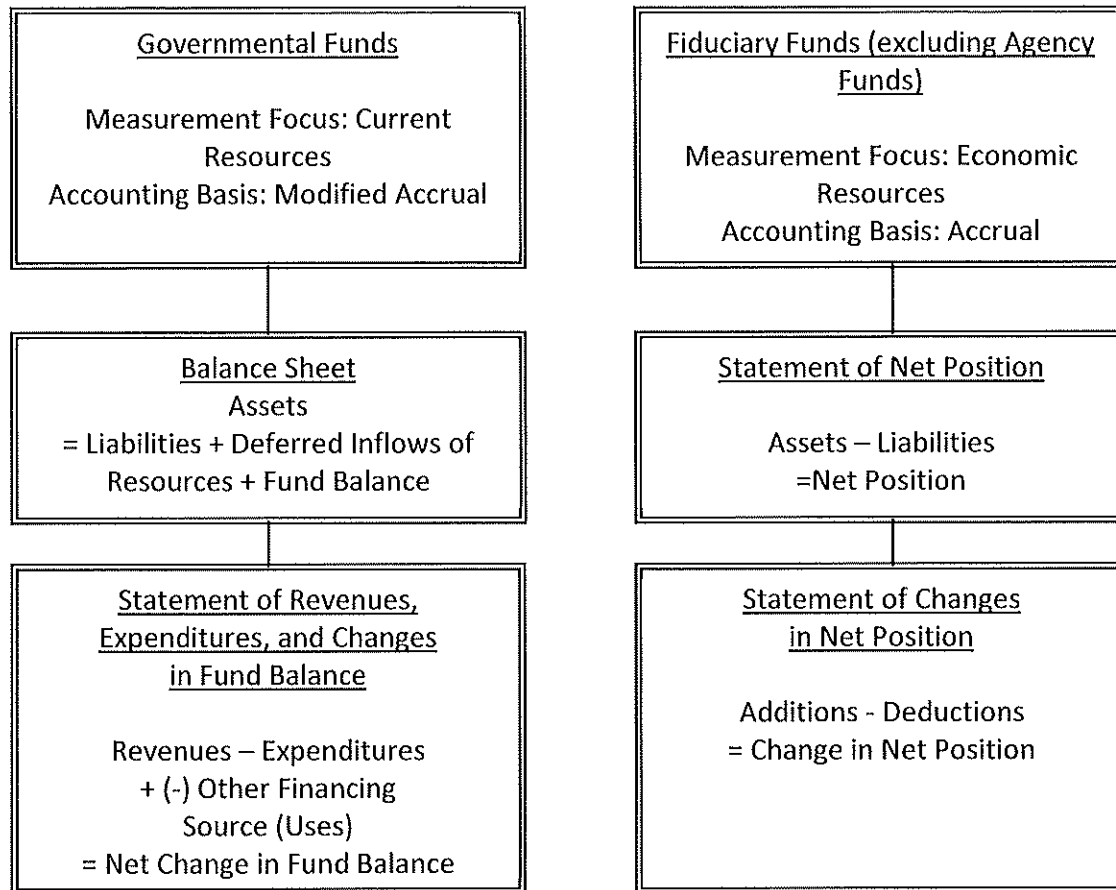 Governmental Funds
Measurement Focus: Current
Resources
Accounting Basis: Modified Accrual
Balance Sheet
Assets
= Liabilities + Deferred Inflows of
Resources + Fund Balance
Statement of Revenues,
Expenditures, and Changes
in Fund Balance
Revenues – Expenditures
+ (-) Other Financing
Source (Uses)
= Net Change in Fund Balance
Fiduciary Funds (excluding Agency
Funds)
Measurement Focus: Economic
Resources
Accounting Basis: Accrual
Statement of Net Position
Assets – Liabilities
=Net Position
Statement of Changes
in Net Position
Additions - Deductions
= Change in Net Position